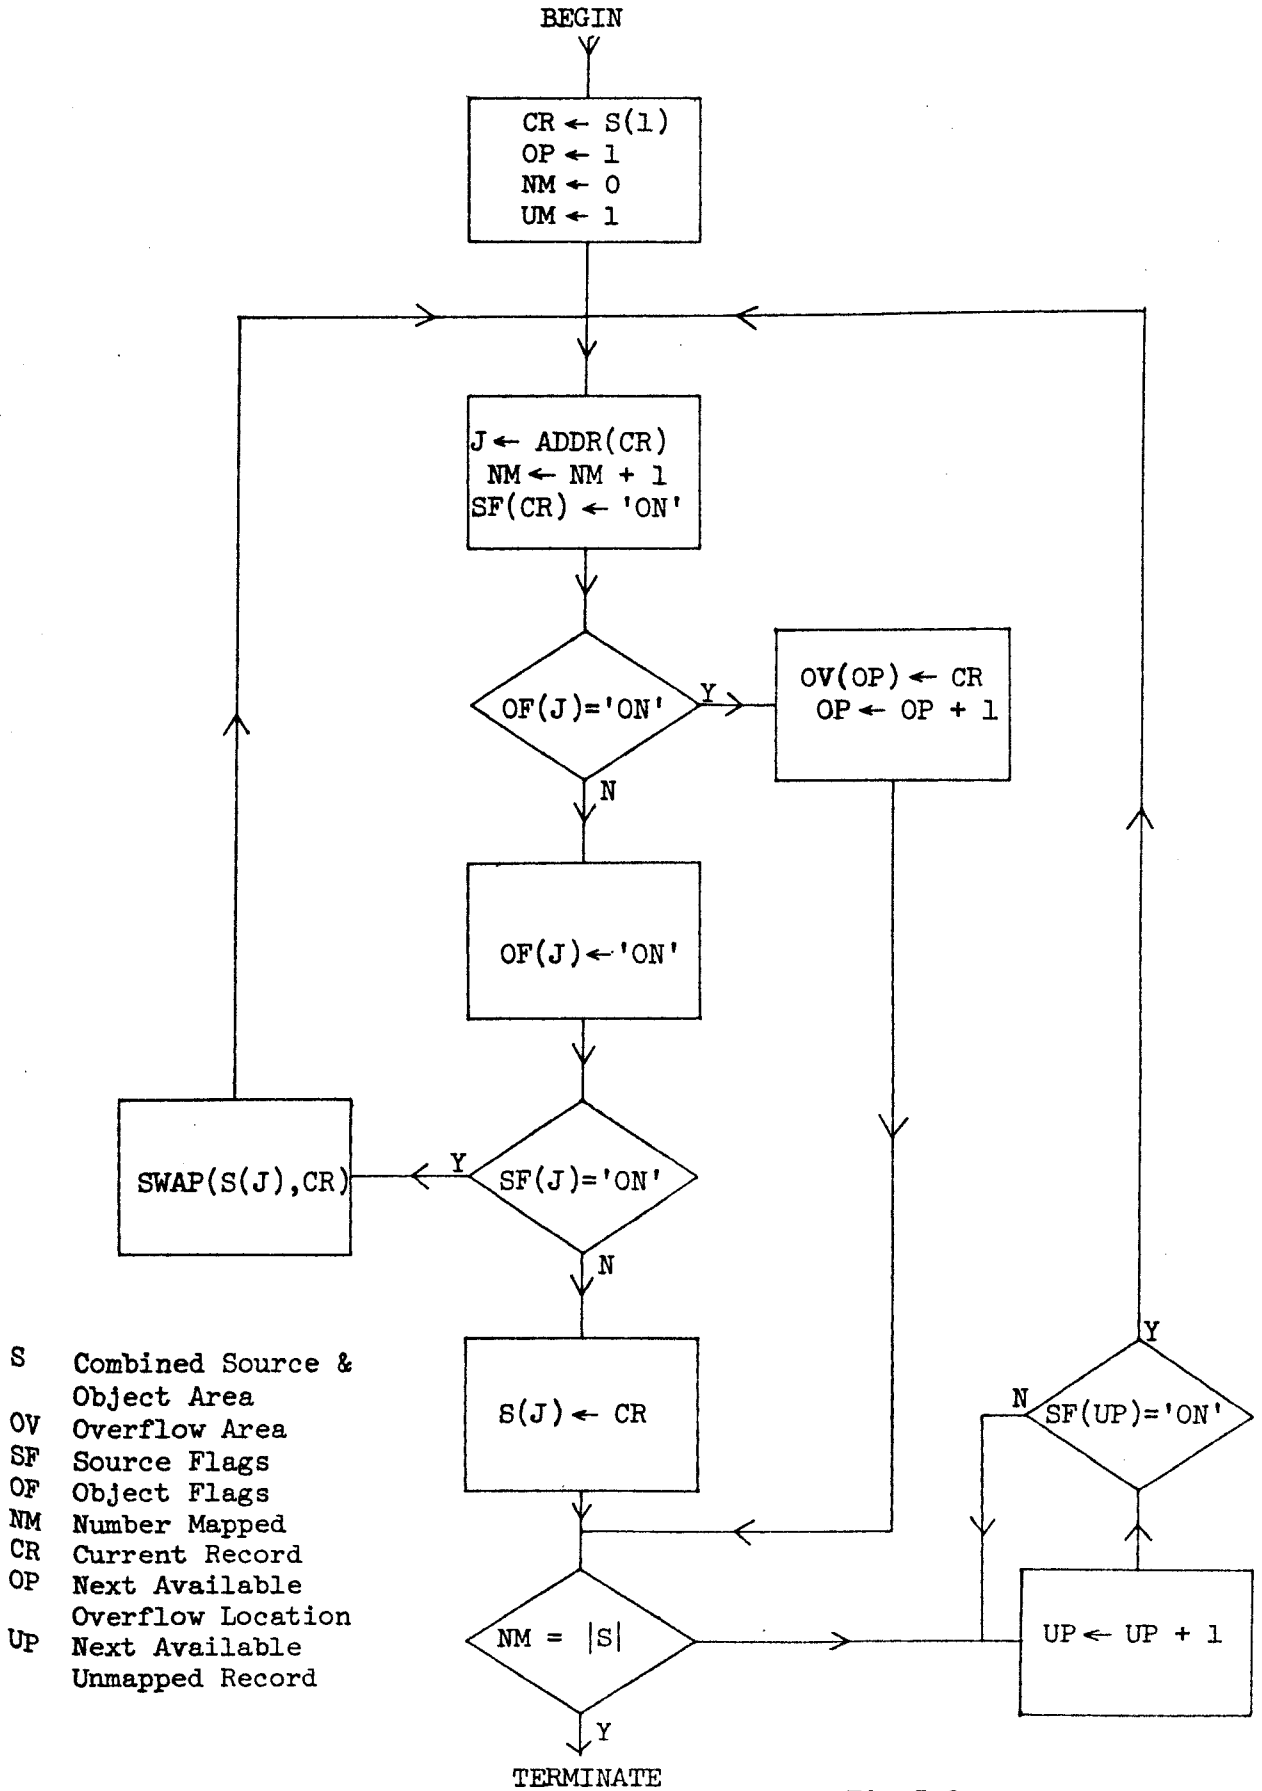 BEGIN
CR ← S(1)
OP ← 1
NM ← 0
UM ← 1
J ← ADDR(CR)
NM ← NM + 1
SF(CR) ← 'ON'
OF(J)='ON'
Y
N
OV(OP) ← CR
OP ← OP + 1
OF(J) ← 'ON'
SF(J)='ON'
Y
N
SWAP(S(J),CR)
S(J) ← CR
SF(UP)='ON'
Y
N
UP ← UP + 1
NM = |S|
Y
TERMINATE
S Combined Source &
Object Area
OV Overflow Area
SF Source Flags
OF Object Flags
NM Number Mapped
CR Current Record
OP Next Available
Overflow Location
UP Next Available
Unmapped Record